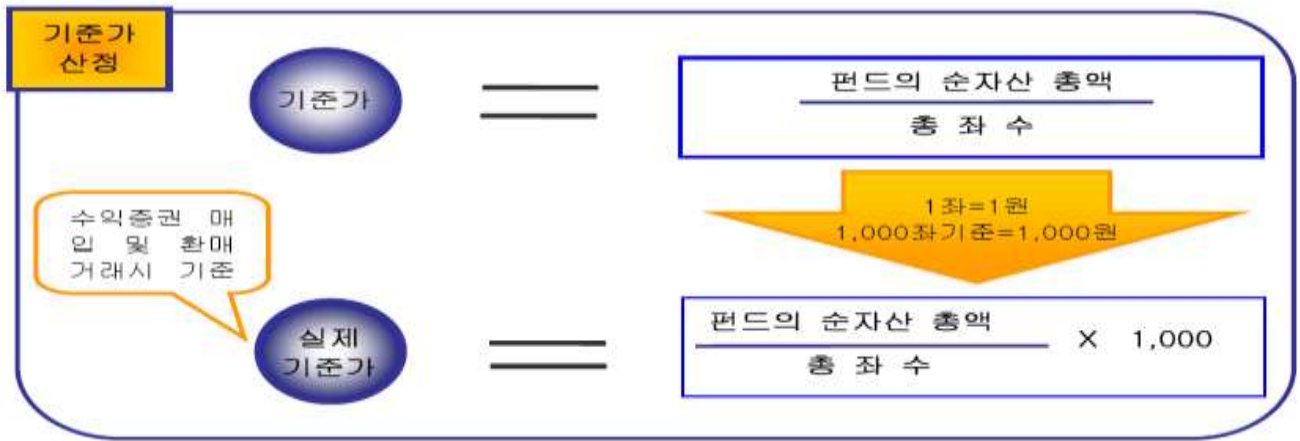 기준가
산정
기준가
펀드의 순자산 총액
총 좌 수
1좌=1원
1,000좌기준=1,000원
수익증권 매
입 및 환매
거래시 기준
실제
기준가
펀드의 순자산 총액
총 좌 수
X 1,000